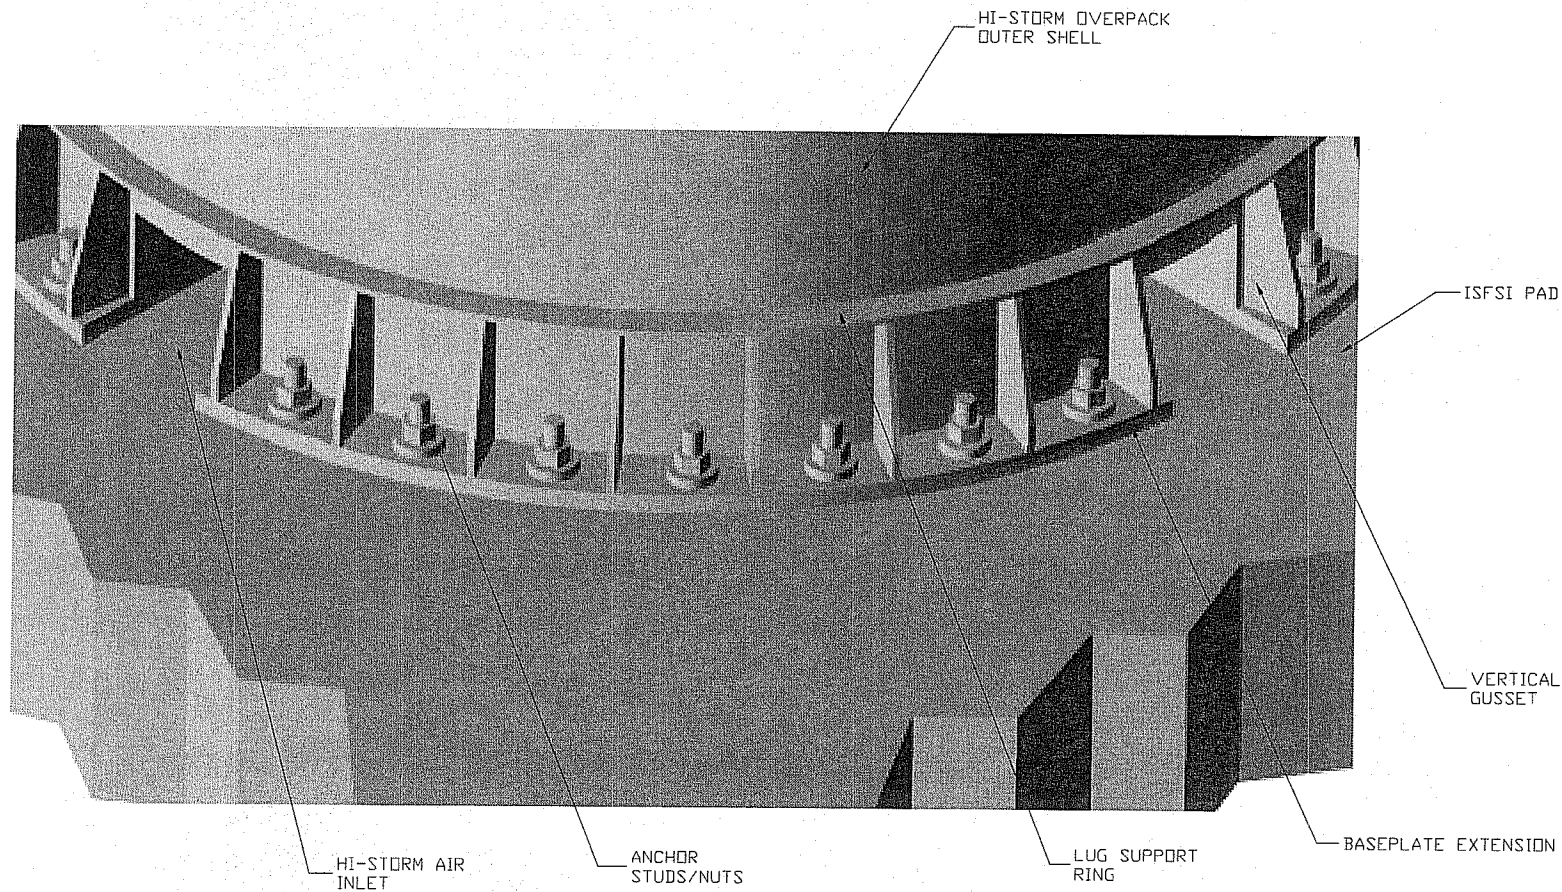 HI-STORM OVERPACK
OUTER SHELL
ISFSI PAD
VERTICAL
GUSSET
BASEPLATE EXTENSION
LUG SUPPORT
RING
ANCHOR
STUDS/NUTS
HI-STORM AIR
INLET